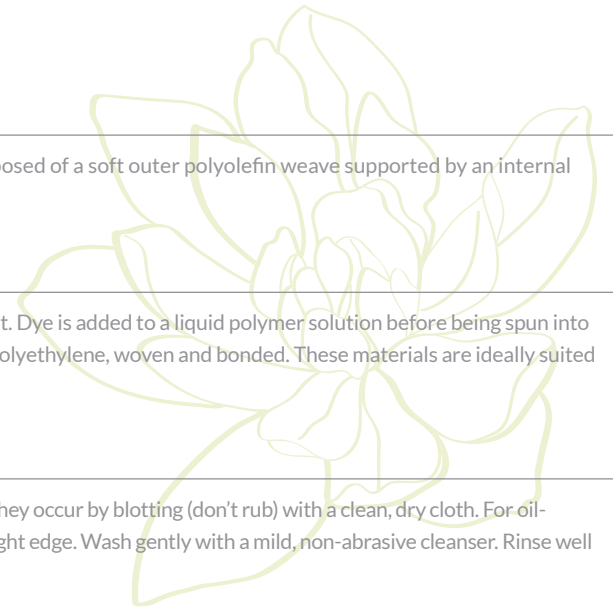 posed of a soft outer polyolefin weave supported by an internal
t. Dye is added to a liquid polymer solution before being spun into
olyethylene, woven and bonded. These materials are ideally suited
hey occur by blotting (don’t rub) with a clean, dry cloth. For oil-
ght edge. Wash gently with a mild, non-abrasive cleanser. Rinse well